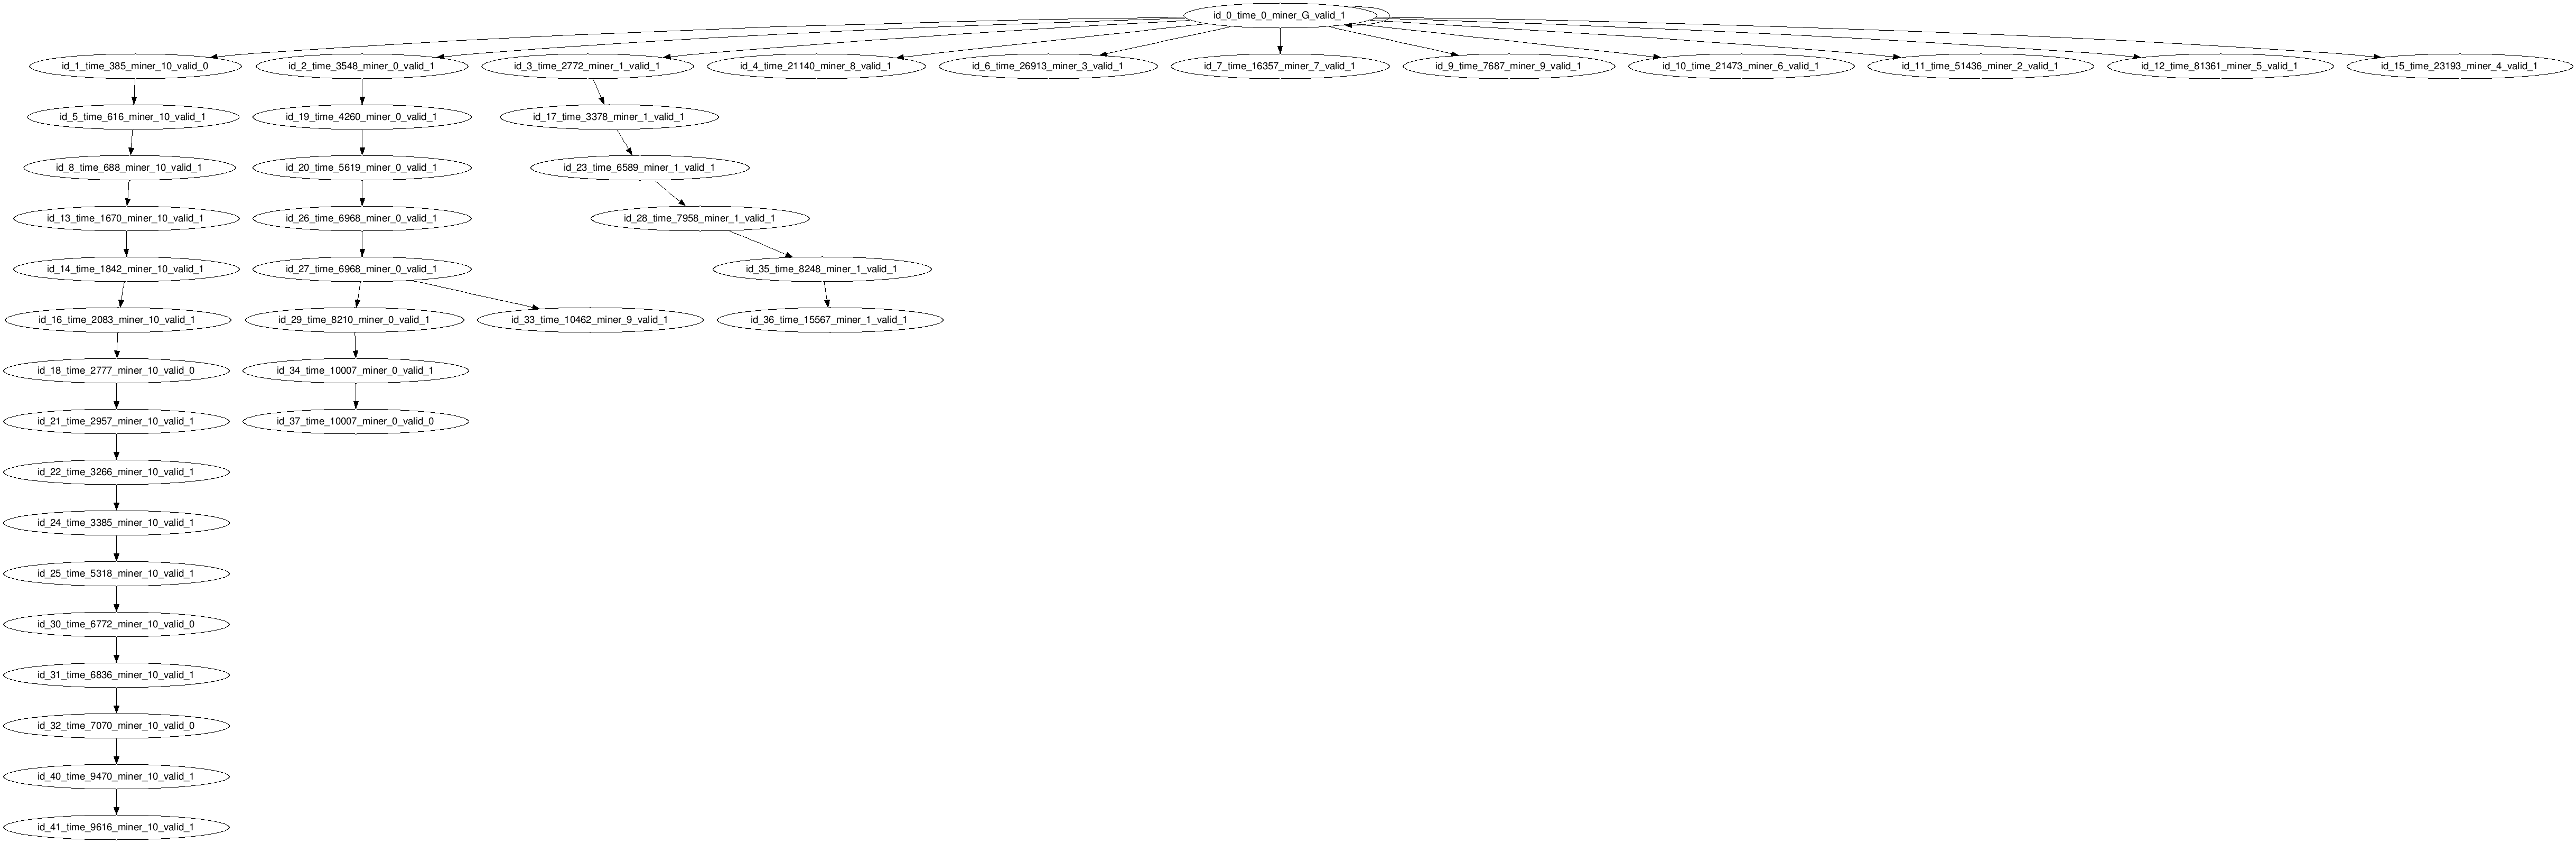 id_0_time_0_miner_G_valid_1
id_1_time_385_miner_10_valid_0
id_2_time_3548_miner_0_valid_1
id_3_time_2772_miner_1_valid_1
id_4_time_21140_miner_8_valid_1
id_6_time_26913_miner_3_valid_1
id_7_time_16357_miner_7_valid_1
id_9_time_7687_miner_9_valid_1
id_10_time_21473_miner_6_valid_1
id_11_time_51436_miner_2_valid_1
id_12_time_81361_miner_5_valid_1
id_15_time_23193_miner_4_valid_1
id_5_time_616_miner_10_valid_1
id_19_time_4260_miner_0_valid_1
id_17_time_3378_miner_1_valid_1
id_8_time_688_miner_10_valid_1
id_20_time_5619_miner_0_valid_1
id_23_time_6589_miner_1_valid_1
id_13_time_1670_miner_10_valid_1
id_26_time_6968_miner_0_valid_1
id_28_time_7958_miner_1_valid_1
id_14_time_1842_miner_10_valid_1
id_27_time_6968_miner_0_valid_1
id_35_time_8248_miner_1_valid_1
id_16_time_2083_miner_10_valid_1
id_29_time_8210_miner_0_valid_1
id_33_time_10462_miner_9_valid_1
id_36_time_15567_miner_1_valid_1
id_18_time_2777_miner_10_valid_0
id_34_time_10007_miner_0_valid_1
id_21_time_2957_miner_10_valid_1
id_37_time_10007_miner_0_valid_0
id_22_time_3266_miner_10_valid_1
id_24_time_3385_miner_10_valid_1
id_25_time_5318_miner_10_valid_1
id_30_time_6772_miner_10_valid_0
id_31_time_6836_miner_10_valid_1
id_32_time_7070_miner_10_valid_0
id_40_time_9470_miner_10_valid_1
id_41_time_9616_miner_10_valid_1